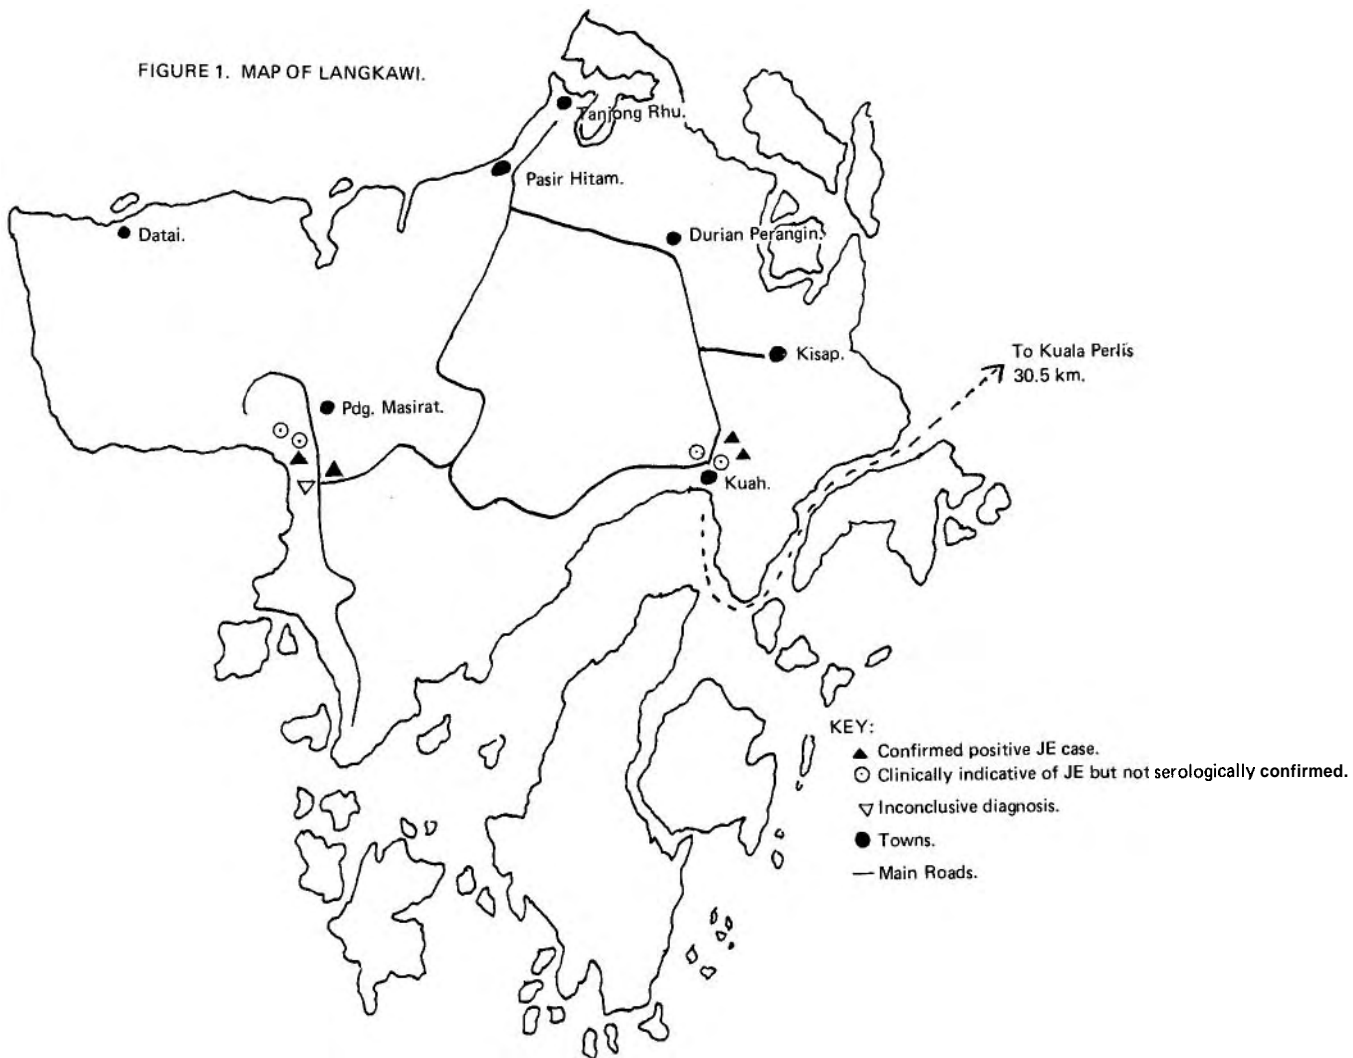 FIGURE 1. MAP OF LANGKAWI.
Tanjong Rhu.
Pasir Hitam.
Datai.
Durian Perangin.
Kisap.
To Kuala Perlis
30.5 km.
Pdg. Masirat.
Kuah.
KEY:
Confirmed positive JE case.
Clinically indicative of JE but not serologically confirmed.
Inconclusive diagnosis.
Towns.
Main Roads.